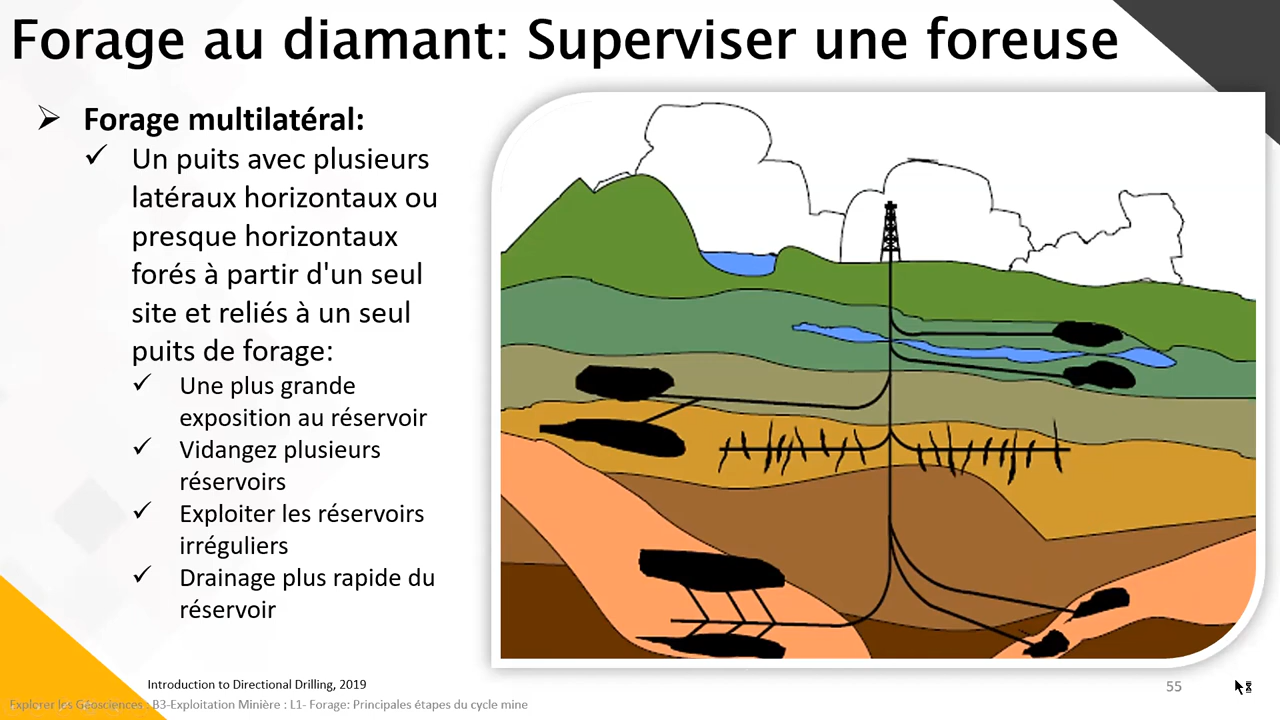 Forage au diamant: Superviser une foreuse
Forage multilatéral:
Un puits avec plusieurs
latéraux horizontaux ou
presque horizontaux
forés à partir d'un seul
site et reliés à un seul
puits de forage:
Une plus grande
exposition au réservoir
Vidangez plusieurs
réservoirs
Exploiter les réservoirs
irréguliers
Drainage plus rapide du
réservoir
Introduction to Directional Drilling, 2019
55
Explorer les Géosciences : B3-Exploitation Minière : L1- Forage: Principales étapes du cycle mine